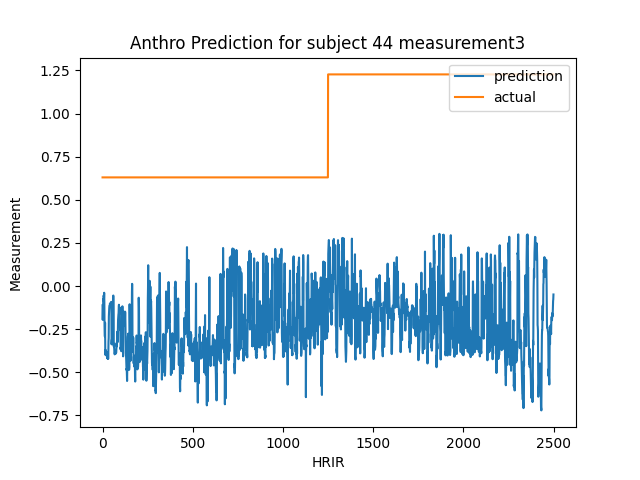 Anthro Prediction for subject 44 measurement3
1.25
1.00
0.75
0.50
0.25
0.00
−0.25
−0.50
−0.75
Measurement
prediction
actual
0 500 1000 1500 2000 2500
HRIR